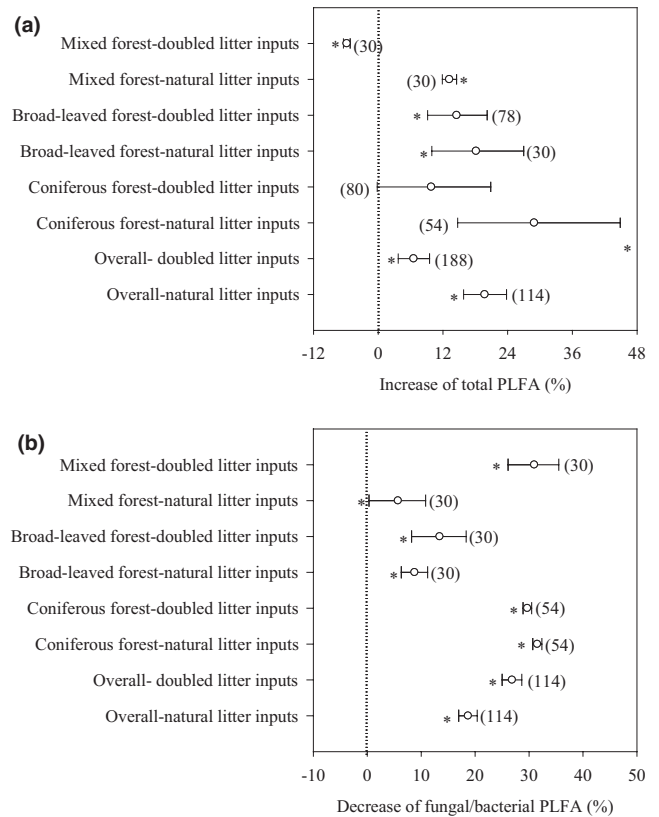 (a)
Mixed forest-doubled litter inputs * (30)
Mixed forest-natural litter inputs (30) *
Broad-leaved forest-doubled litter inputs * (78)
Broad-leaved forest-natural litter inputs * (30)
Coniferous forest-doubled litter inputs (80)
Coniferous forest-natural litter inputs (54) *
Overall- doubled litter inputs * (188)
Overall-natural litter inputs * (114)
-12 0 12 24 36 48
Increase of total PLFA (%)
(b)
Mixed forest-doubled litter inputs * (30)
Mixed forest-natural litter inputs * (30)
Broad-leaved forest-doubled litter inputs * (30)
Broad-leaved forest-natural litter inputs * (30)
Coniferous forest-doubled litter inputs * (54)
Coniferous forest-natural litter inputs * (54)
Overall- doubled litter inputs * (114)
Overall-natural litter inputs * (114)
-10 0 10 20 30 40 50
Decrease of fungal/bacterial PLFA (%)